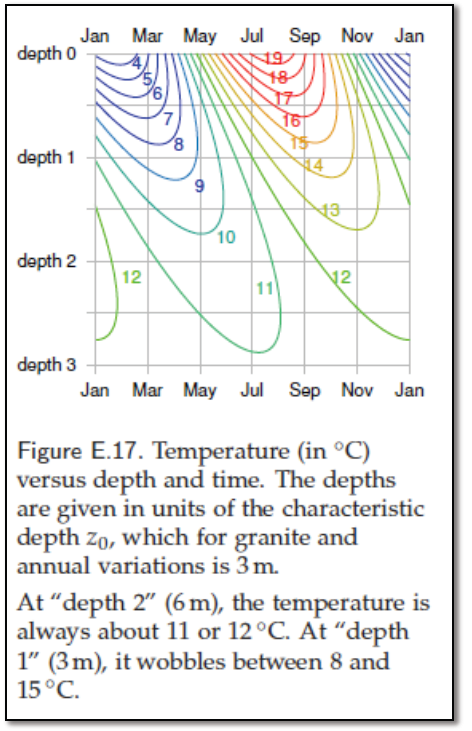 Jan Mar May Jul Sep Nov Jan
depth 0
19
4
18
5
6
17
7
16
8
15
depth 1
14
9
13
10
depth 2
12
11
12
depth 3
Jan Mar May Jul Sep Nov Jan
Figure E.17. Temperature (in °C)
versus depth and time. The depths
are given in units of the characteristic
depth z₀, which for granite and
annual variations is 3 m.
At “depth 2” (6 m), the temperature is
always about 11 or 12 °C. At “depth
1” (3 m), it wobbles between 8 and
15 °C.